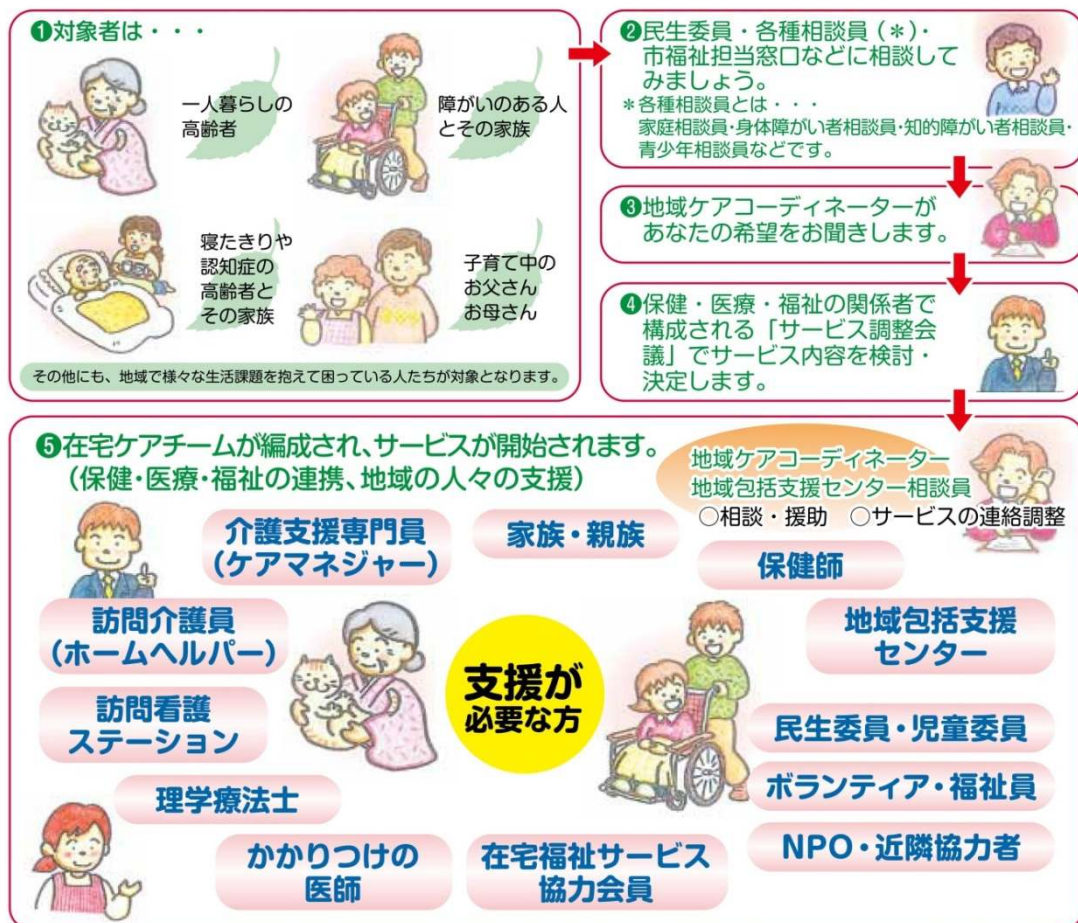 ❶対象者は・・・
一人暮らしの
高齢者
障がいのある人
とその家族
寝たきりや
認知症の
高齢者と
その家族
子育て中の
お父さん
お母さん
その他にも、地域で様々な生活課題を抱えて困っている人たちが対象となります。
❷民生委員・各種相談員(*)・
市福祉担当窓口などに相談して
みましょう。
*各種相談員とは・・・
家庭相談員・身体障がい者相談員・知的障がい者相談員・
青少年相談員などです。
❸地域ケアコーディネーターが
あなたの希望をお聞きします。
❹保健・医療・福祉の関係者で
構成される「サービス調整会
議」でサービス内容を検討・
決定します。
❺在宅ケアチームが編成され、サービスが開始されます。
(保健・医療・福祉の連携、地域の人々の支援)
地域ケアコーディネーター
地域包括支援センター相談員
○相談・援助 ○サービスの連絡調整
介護支援専門員
(ケアマネジャー)
家族・親族
保健師
訪問介護員
(ホームヘルパー)
地域包括支援
センター
支援が
必要な方
訪問看護
ステーション
民生委員・児童委員
理学療法士
ボランティア・福祉員
かかりつけの
医師
在宅福祉サービス
協力会員
NPO・近隣協力者